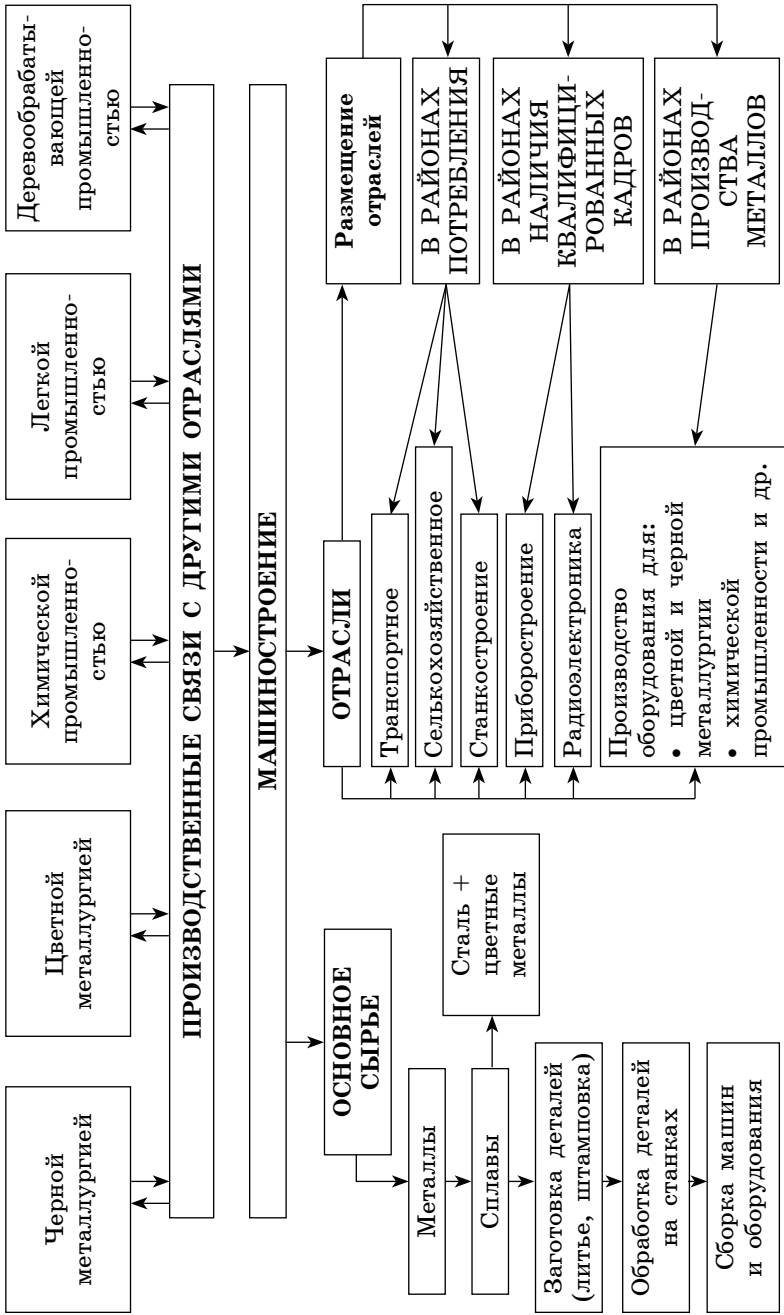 Черной
металлургией
Цветной
металлургией
Химической
промышленно-
стью
Легкой
промышленно-
стью
Деревообрабаты-
вающей
промышленно-
стью
ПРОИЗВОДСТВЕННЫЕ СВЯЗИ С ДРУГИМИ ОТРАСЛЯМИ
МАШИНОСТРОЕНИЕ
ОСНОВНОЕ
СЫРЬЕ
Металлы
Сплавы
Сталь +
цветные
металлы
Заготовка деталей
(литье, штамповка)
Обработка деталей
на станках
Сборка машин
и оборудования
ОТРАСЛИ
Транспортное
Селькохозяйственное
Станкостроение
Приборостроение
Радиоэлектроника
Производство
оборудования для:
• цветной и черной
металлургии
• химической
промышленности и др.
Размещение
отраслей
В РАЙОНАХ
ПОТРЕБЛЕНИЯ
В РАЙОНАХ
НАЛИЧИЯ
КВАЛИФИЦИ-
РОВАННЫХ
КАДРОВ
В РАЙОНАХ
ПРОИЗВОД-
СТВА
МЕТАЛЛОВ